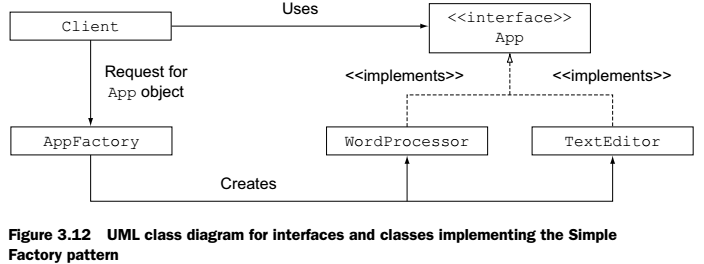 Uses
Client
<<interface>>
App
Request for
App object
<<implements>>
<<implements>>
AppFactory
WordProcessor
TextEditor
Creates
Figure 3.12 UML class diagram for interfaces and classes implementing the Simple
Factory pattern